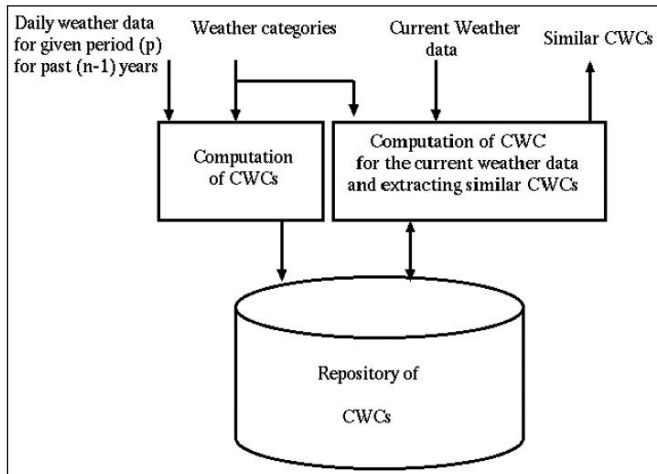 Daily weather data
for given period (p)
for past (n-1) years
Weather categories
Current Weather
data
Similar CWCs
Computation
of CWCs
Computation of CWC
for the current weather data
and extracting similar CWCs
Repository of
CWCs